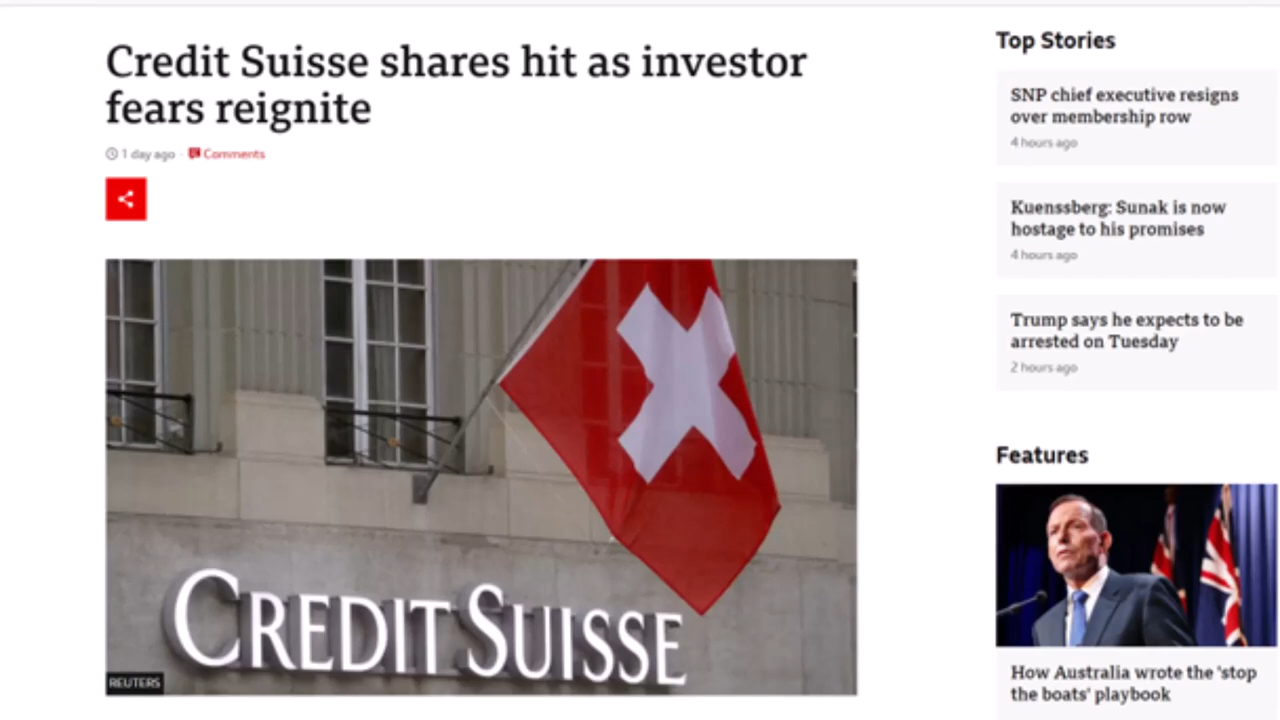 Credit Suisse shares hit as investor
fears reignite
1 day ago
Comments
CREDIT SUISSE
REUTERS
Top Stories
SNP chief executive resigns
over membership row
4 hours ago
Kuenssberg: Sunak is now
hostage to his promises
4 hours ago
Trump says he expects to be
arrested on Tuesday
2 hours ago
Features
How Australia wrote the 'stop
the boats' playbook